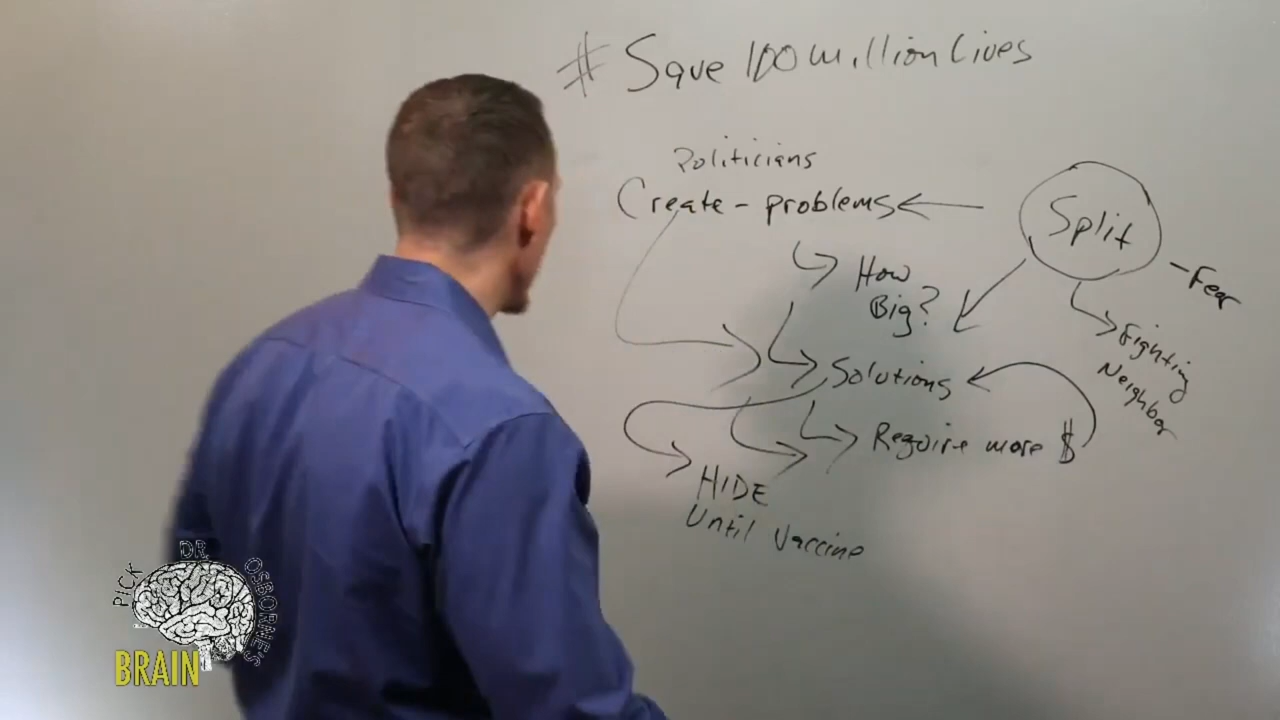 # Save 100 million Lives
Politicians
Create - problems
Split
How
Big?
- Fear
Fighting
Neighbor
Solutions
Require more $
HIDE
Until Vaccine
PICK DR. OSBORNE'S
BRAIN